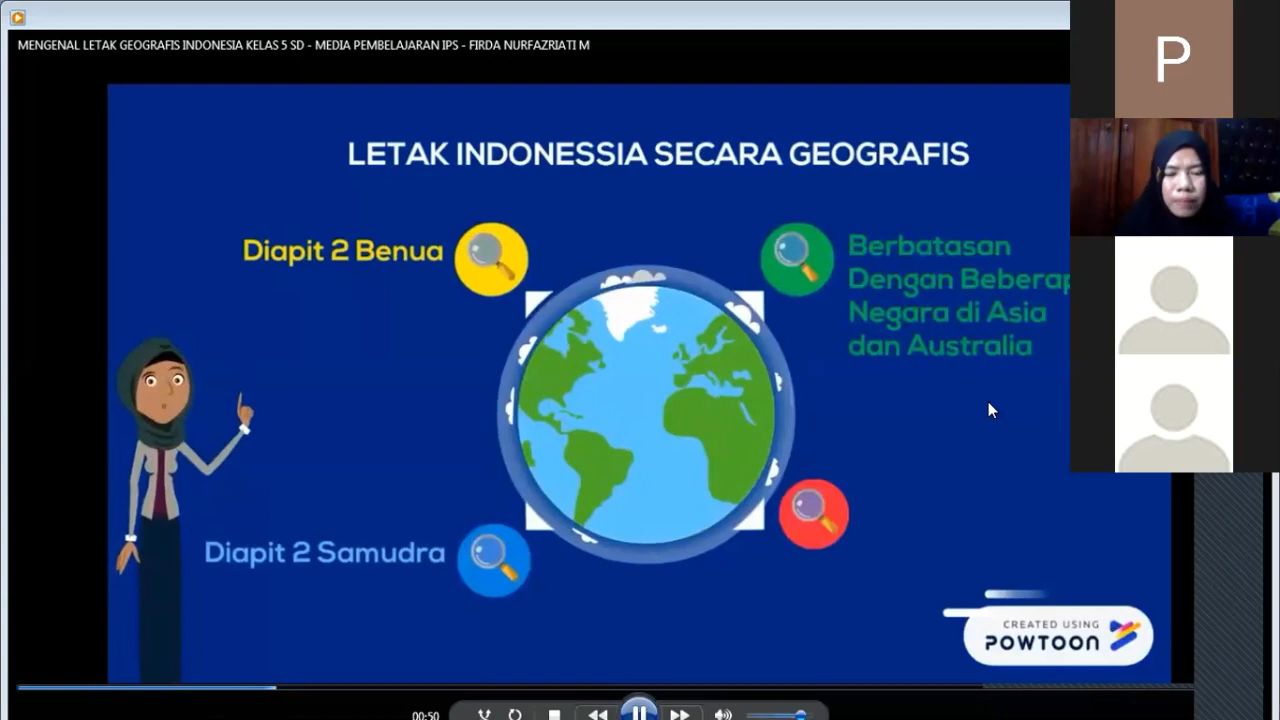 MENGENAL LETAK GEOGRAFIS INDONESIA KELAS 5 SD - MEDIA PEMBELAJARAN IPS - FIRDA NURFAZRIATI M
P
LETAK INDONESSIA SECARA GEOGRAFIS
Diapit 2 Benua
Berbatasan
Dengan Beberap
Negara di Asia
dan Australia
Diapit 2 Samudra
CREATED USING
POWTOON
00:50